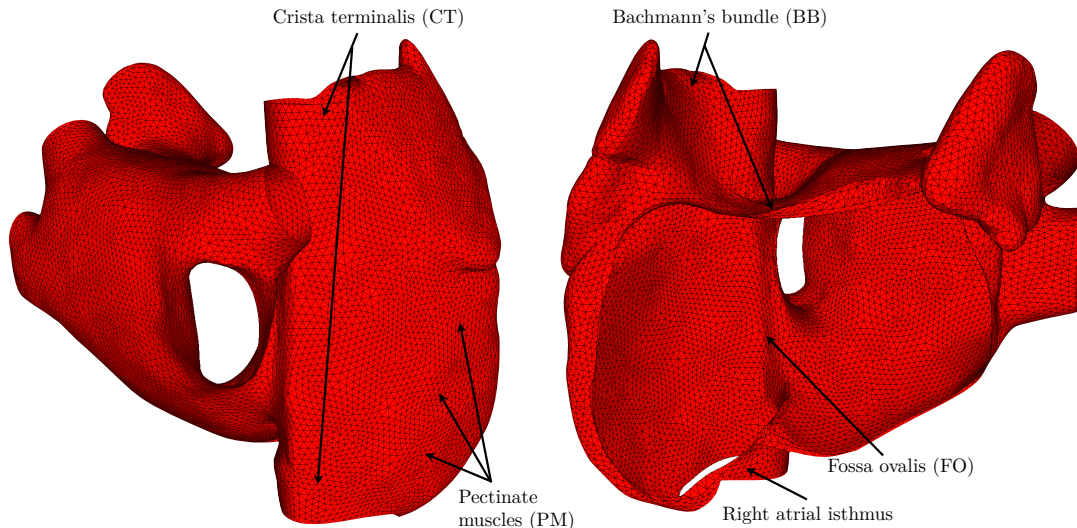 Crista terminalis (CT)
Bachmann's bundle (BB)
Fossa ovalis (FO)
Pectinate
muscles (PM)
Right atrial isthmus